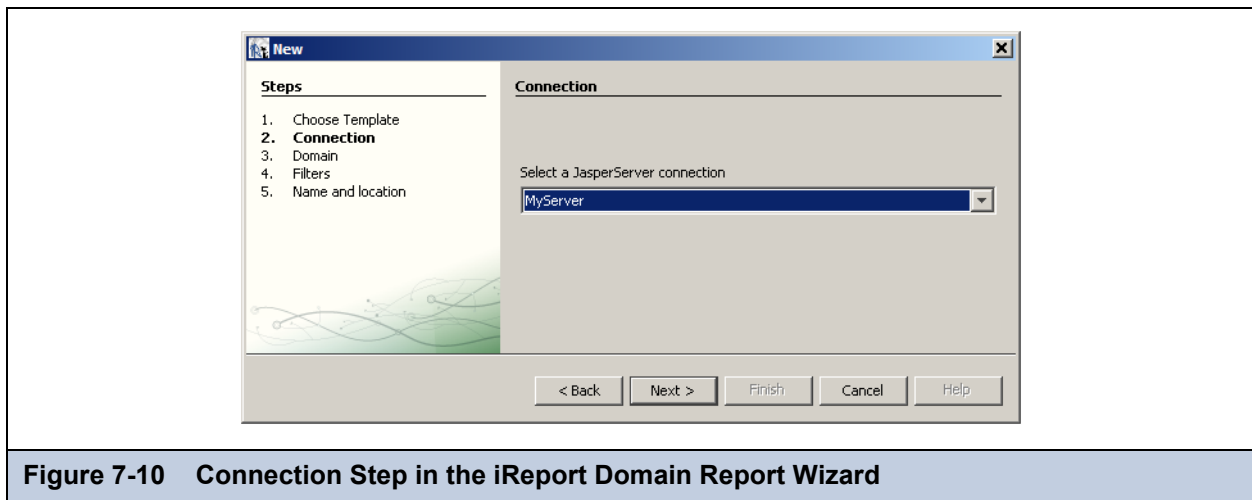 New
Steps
1. Choose Template
2. Connection
3. Domain
4. Filters
5. Name and location
Connection
Select a JasperServer connection
MyServer
< Back Next > Finish Cancel Help
Figure 7-10 Connection Step in the iReport Domain Report Wizard